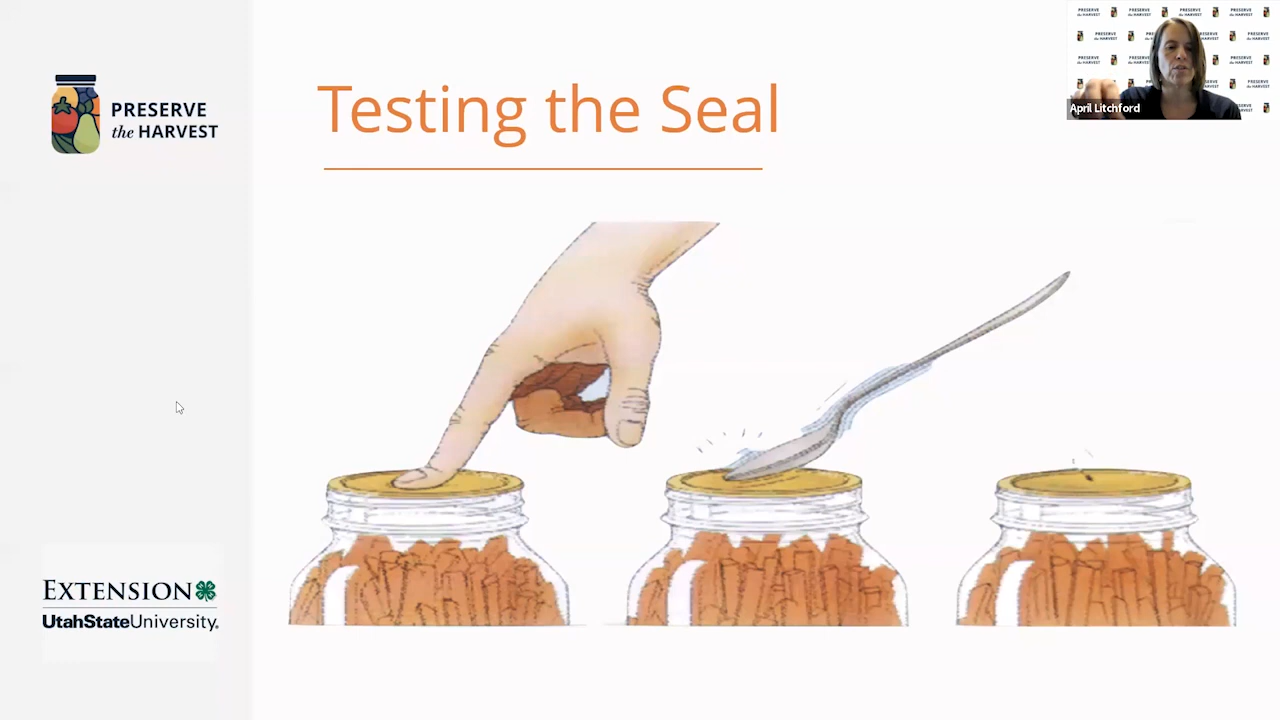 PRESERVE
the HARVEST
Testing the Seal
April Litchford
EXTENSION
UtahStateUniversity.